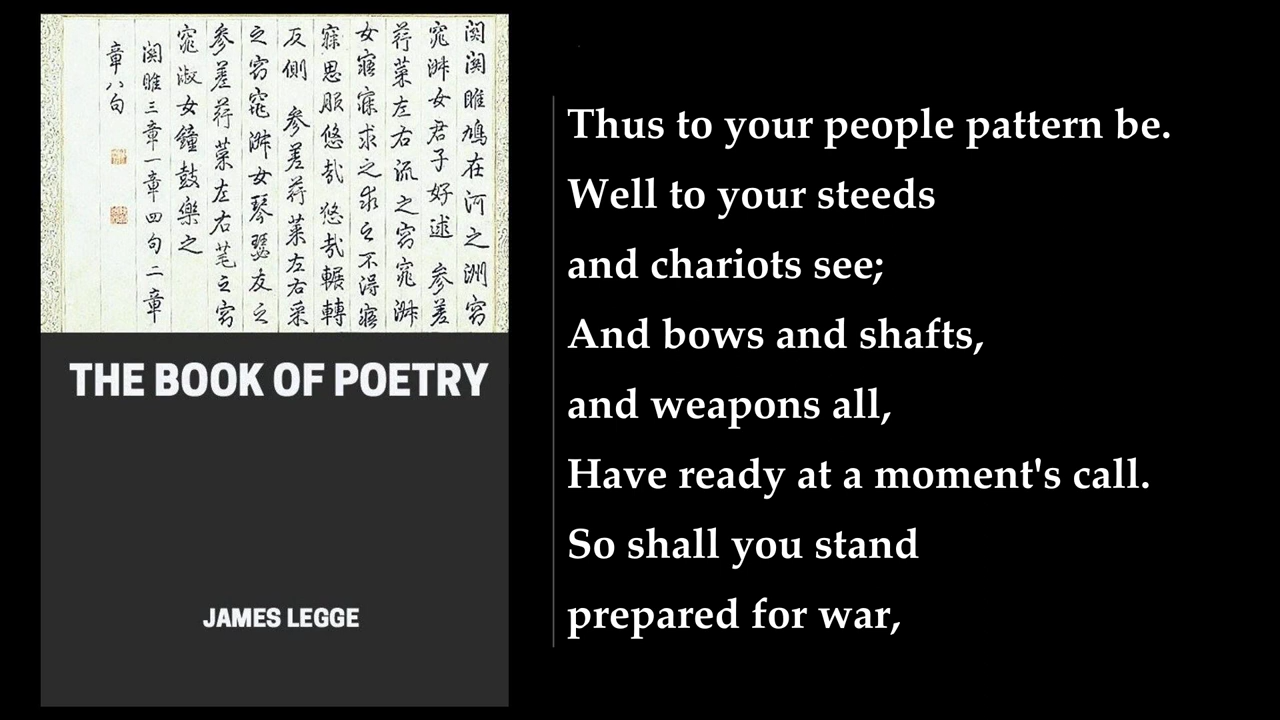 關關雎鳩在河之洲窈
窕淑女君子好逑 參差
荇菜左右流之窈窕淑
女寤寐求之求之不得寤
寐思服悠哉悠哉輾轉
反側 參差荇菜左右采
之窈窕淑女琴瑟友之
參差荇菜左右芼之窈
窕淑女鐘鼓樂之
關雎三章一章四句二章
章八句
THE BOOK OF POETRY
JAMES LEGGE
Thus to your people pattern be.
Well to your steeds
and chariots see;
And bows and shafts,
and weapons all,
Have ready at a moment's call.
So shall you stand
prepared for war,